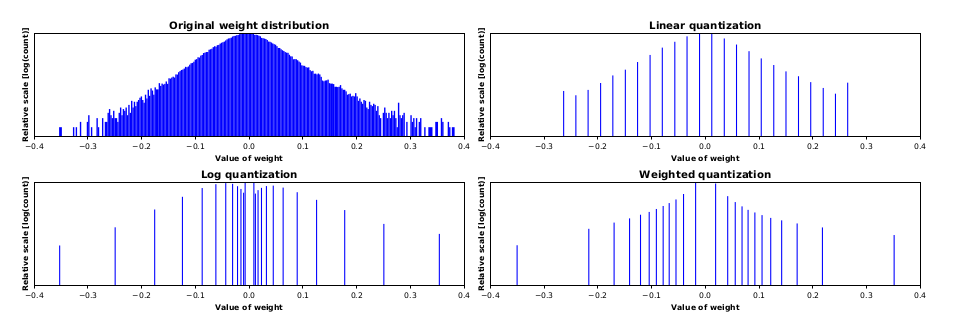 Original weight distribution
Relative scale [log(count)]
−0.4 −0.3 −0.2 −0.1 0.0 0.1 0.2 0.3 0.4
Value of weight
Linear quantization
Relative scale [log(count)]
−0.4 −0.3 −0.2 −0.1 0.0 0.1 0.2 0.3 0.4
Value of weight
Log quantization
Relative scale [log(count)]
−0.4 −0.3 −0.2 −0.1 0.0 0.1 0.2 0.3 0.4
Value of weight
Weighted quantization
Relative scale [log(count)]
−0.4 −0.3 −0.2 −0.1 0.0 0.1 0.2 0.3 0.4
Value of weight